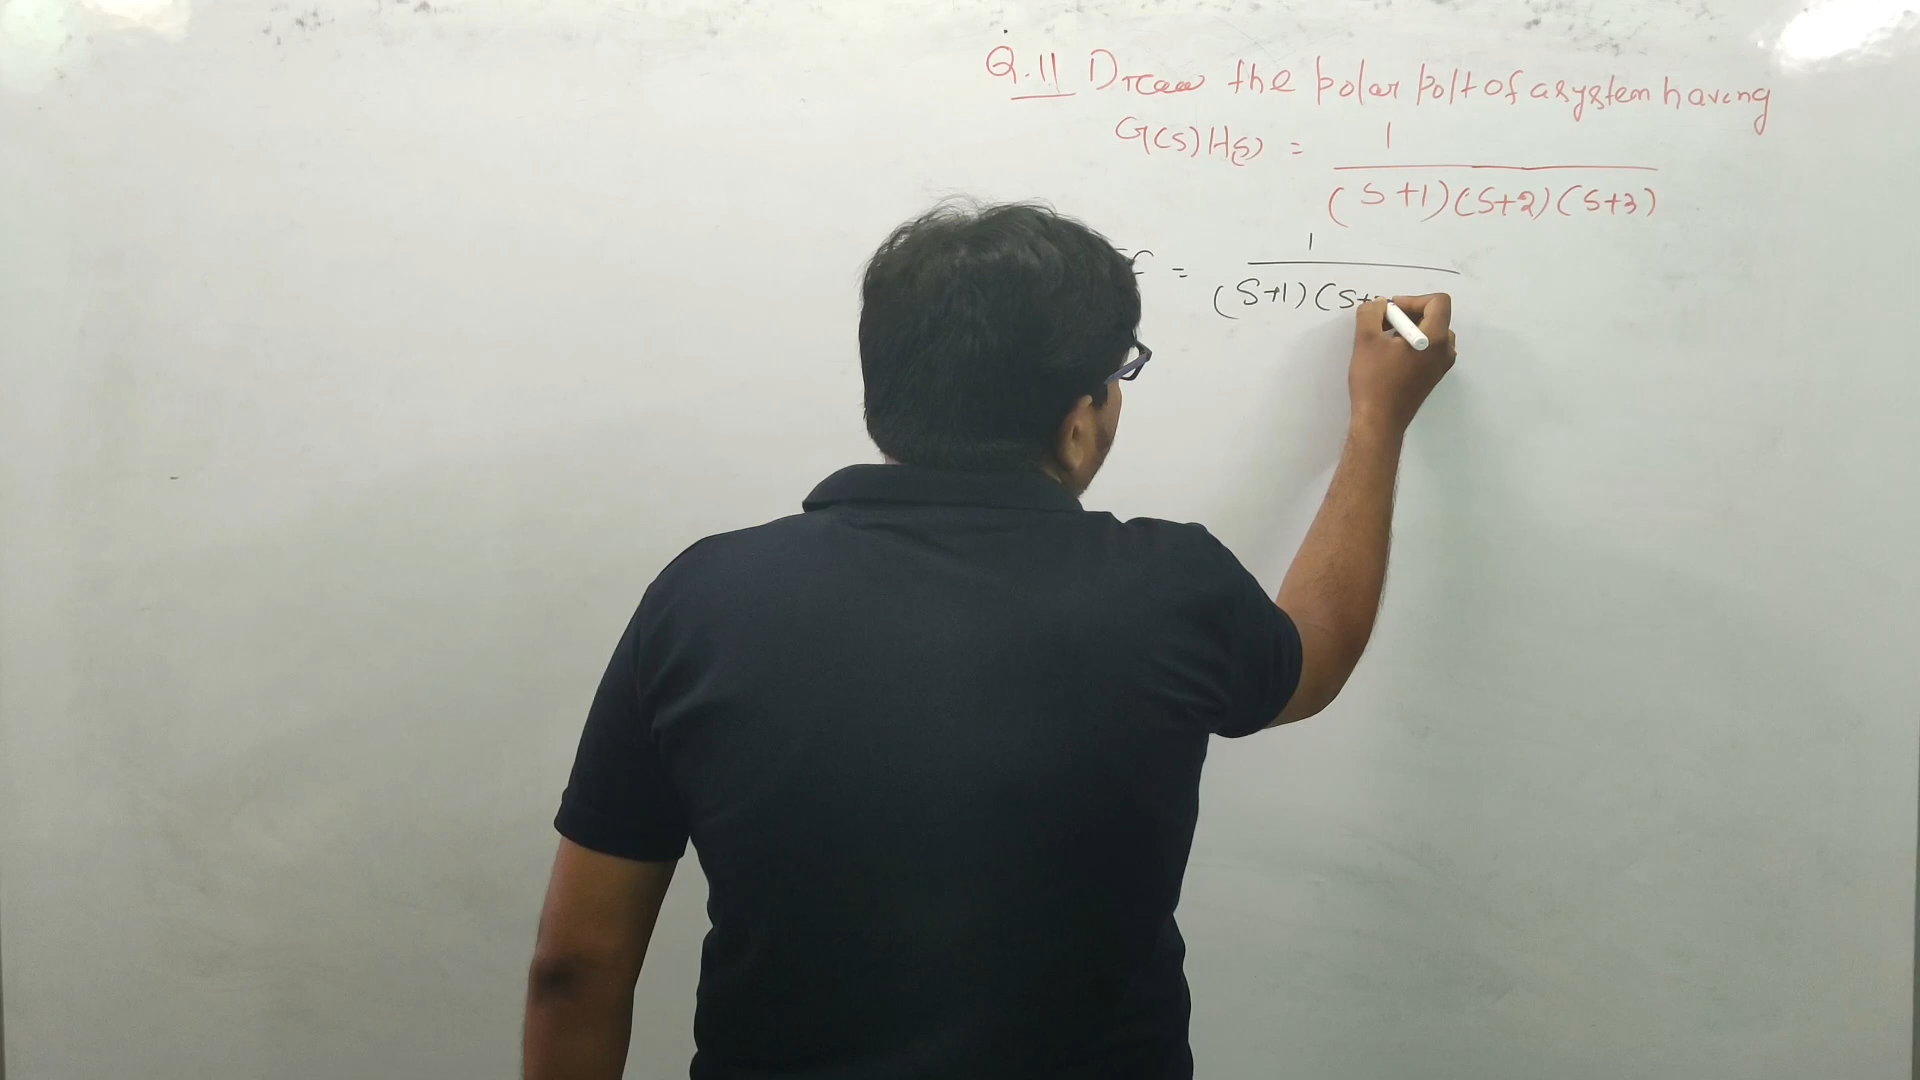 Q.11 Draw the polar polt of a system having
G(s)H(s) = 1
(S+1)(S+2)(S+3)
= 1
(S+1)(S+